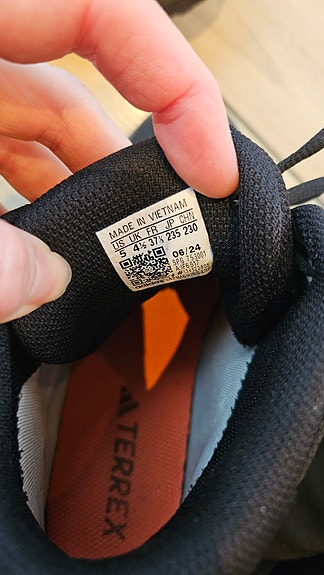 MADE IN VIETNAM
US UK FR JP CHN
5 4½ 37⅓ 235 230
06/24
TERREX